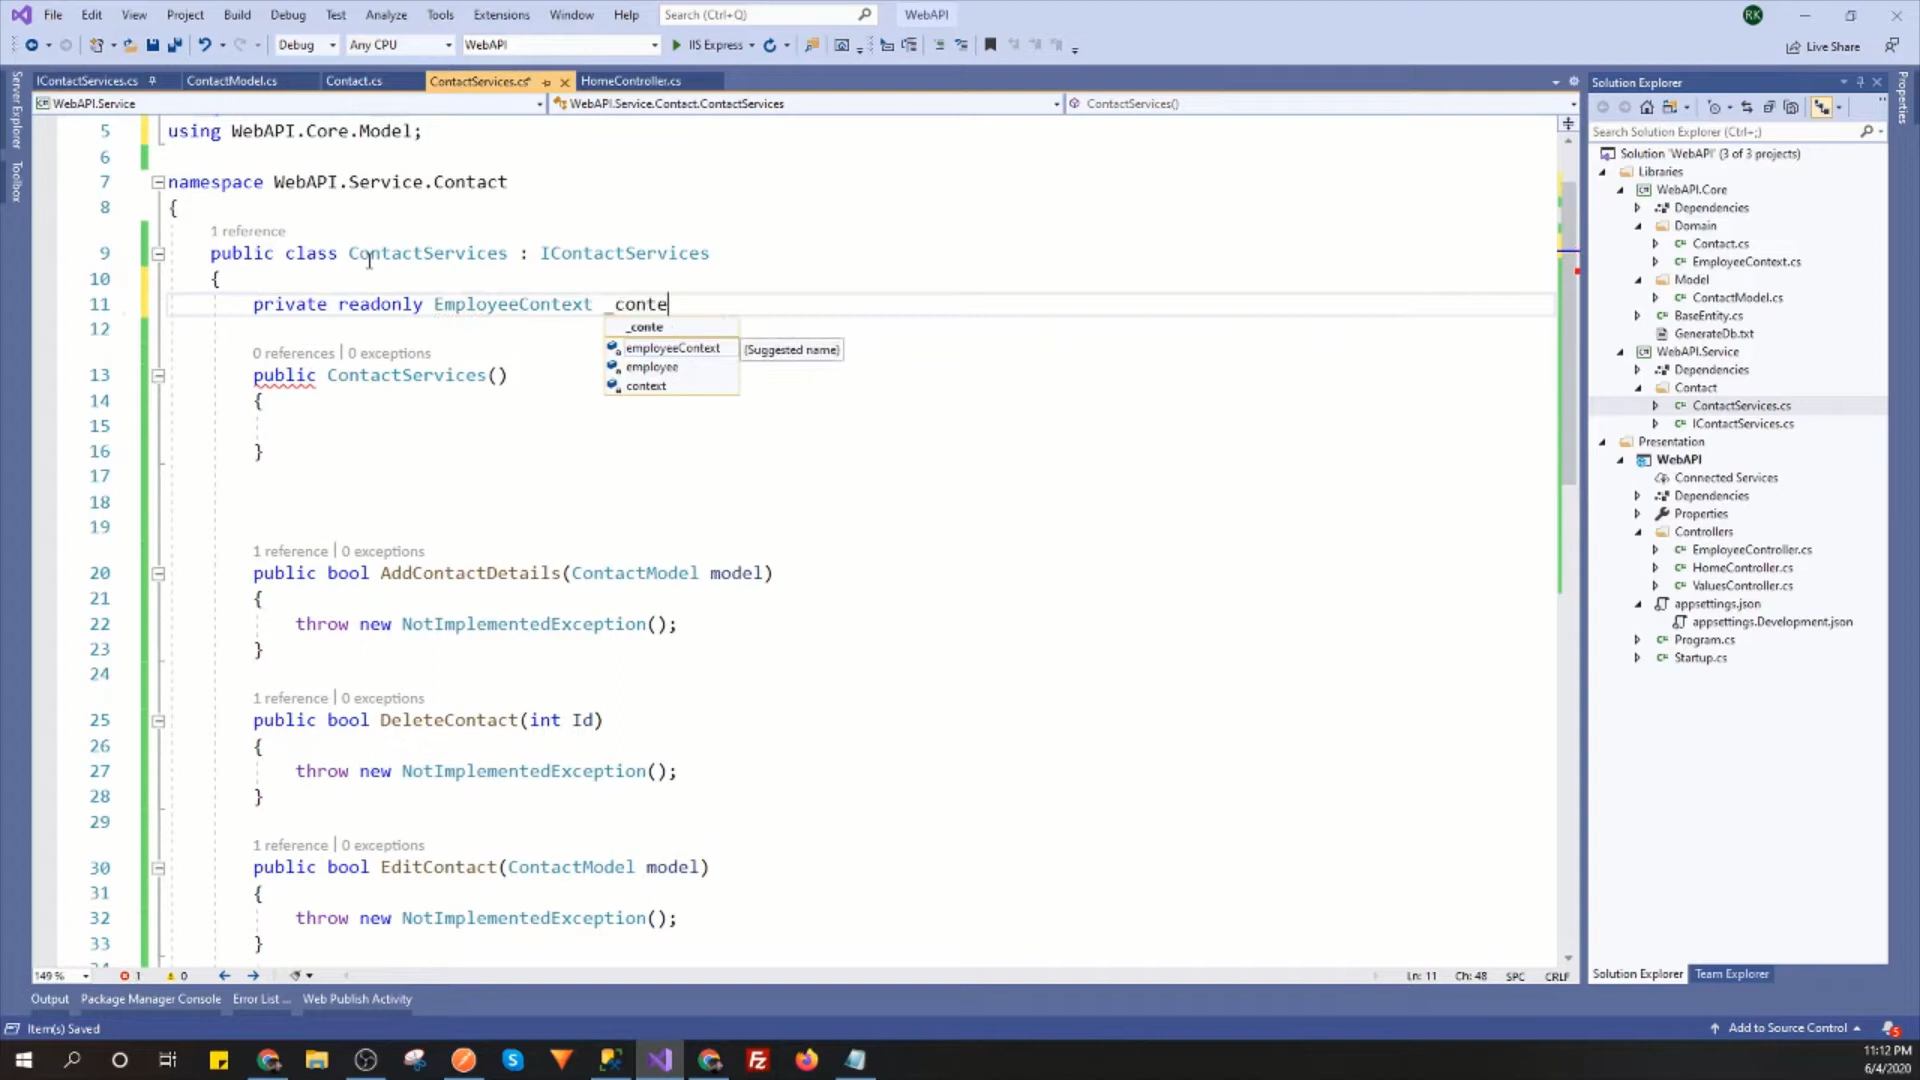 File Edit View Project Build Debug Test Analyze Tools Extensions Window Help Search (Ctrl+Q) WebAPI RK
Debug Any CPU WebAPI IIS Express Live Share
IContactServices.cs ContactModel.cs Contact.cs ContactServices.cs* HomeController.cs
WebAPI.Service WebAPI.Service.Contact.ContactServices ContactServices()
Server Explorer
Toolbox
5 using WebAPI.Core.Model;
6
7 namespace WebAPI.Service.Contact
8 {
1 reference
9 public class ContactServices : IContactServices
10 {
11 private readonly EmployeeContext _conte
12
_conte
employeeContext (Suggested name)
employee
context
0 references | 0 exceptions
13 public ContactServices()
14 {
15
16 }
17
18
19
1 reference | 0 exceptions
20 public bool AddContactDetails(ContactModel model)
21 {
22 throw new NotImplementedException();
23 }
24
1 reference | 0 exceptions
25 public bool DeleteContact(int Id)
26 {
27 throw new NotImplementedException();
28 }
29
1 reference | 0 exceptions
30 public bool EditContact(ContactModel model)
31 {
32 throw new NotImplementedException();
33 }
149 % 1 0 Ln: 11 Ch: 48 SPC CRLF
Solution Explorer
Search Solution Explorer (Ctrl+;)
Solution 'WebAPI' (3 of 3 projects)
Libraries
WebAPI.Core
Dependencies
Domain
Contact.cs
EmployeeContext.cs
Model
ContactModel.cs
BaseEntity.cs
GenerateDb.txt
WebAPI.Service
Dependencies
Contact
ContactServices.cs
IContactServices.cs
Presentation
WebAPI
Connected Services
Dependencies
Properties
Controllers
EmployeeController.cs
HomeController.cs
ValuesController.cs
appsettings.json
appsettings.Development.json
Program.cs
Startup.cs
Solution Explorer Team Explorer
Properties
Output Package Manager Console Error List ... Web Publish Activity
Item(s) Saved Add to Source Control 5
11:12 PM
6/4/2020